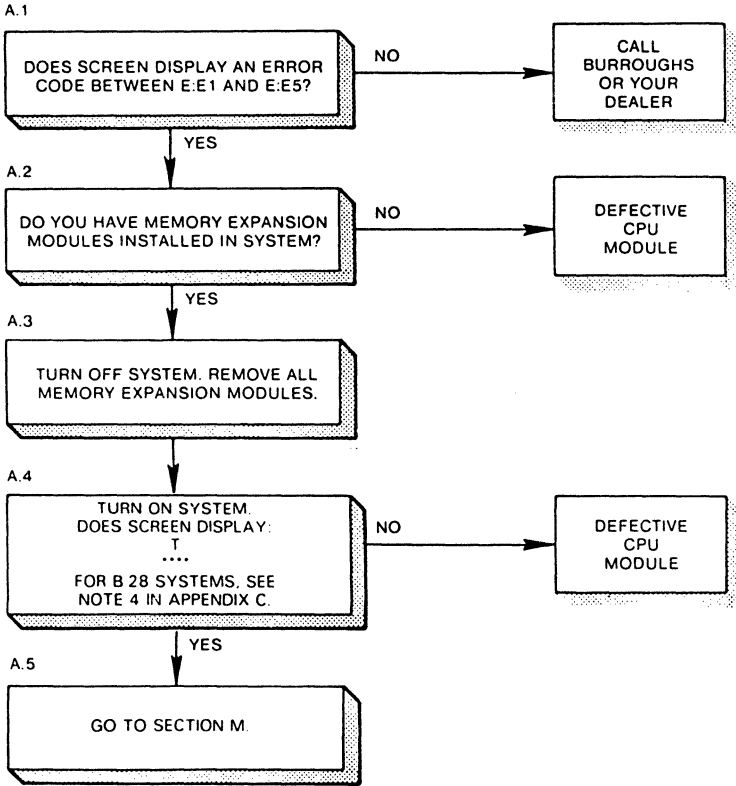 A.1
DOES SCREEN DISPLAY AN ERROR
CODE BETWEEN E:E1 AND E:E5?
NO
CALL
BURROUGHS
OR YOUR
DEALER
YES
A.2
DO YOU HAVE MEMORY EXPANSION
MODULES INSTALLED IN SYSTEM?
NO
DEFECTIVE
CPU
MODULE
YES
A.3
TURN OFF SYSTEM. REMOVE ALL
MEMORY EXPANSION MODULES.
A.4
TURN ON SYSTEM.
DOES SCREEN DISPLAY:
T
....
FOR B 28 SYSTEMS, SEE
NOTE 4 IN APPENDIX C.
NO
DEFECTIVE
CPU
MODULE
YES
A.5
GO TO SECTION M.